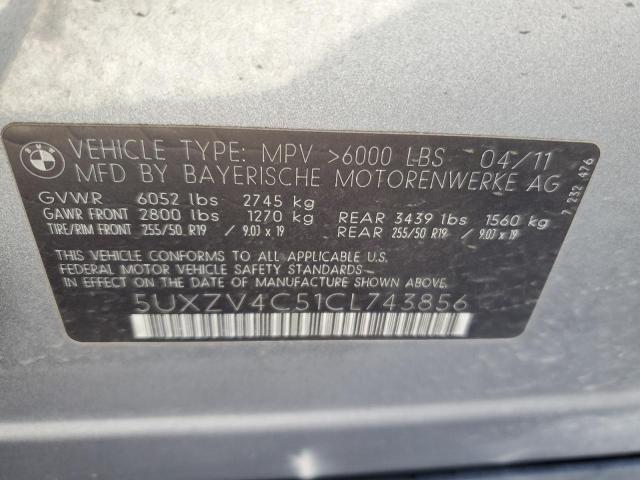 BMW
VEHICLE TYPE: MPV >6000 LBS 04/11
MFD BY BAYERISCHE MOTORENWERKE AG
GVWR 6052 lbs 2745 kg
GAWR FRONT 2800 lbs 1270 kg REAR 3439 lbs 1560 kg
TIRE/RIM FRONT 255/50 R19 / 9.0J x 19 REAR 255/50 R19 / 9.0J x 19
THIS VEHICLE CONFORMS TO ALL APPLICABLE U.S.
FEDERAL MOTOR VEHICLE SAFETY STANDARDS
IN EFFECT ON THE DATE OF MANUFACTURE SHOWN ABOVE.
5UXZV4C51CL743856
7 232 476